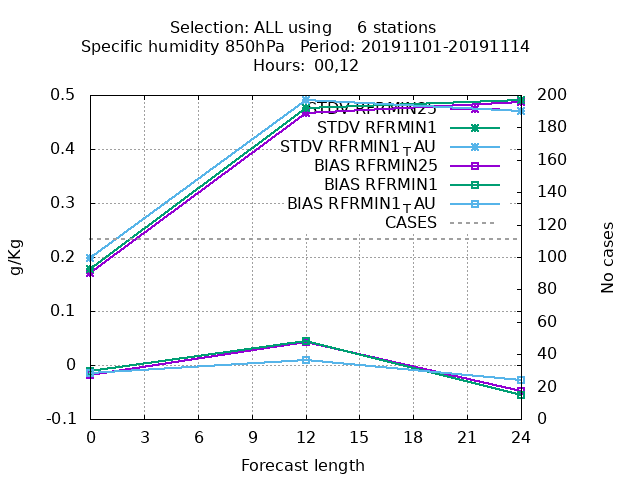 Selection: ALL using     6 stations
Specific humidity 850hPa   Period: 20191101-20191114
Hours: 00,12
0.5
0.4
0.3
0.2
0.1
0
-0.1
g/Kg
200
180
160
140
120
100
80
60
40
20
0
No cases
STDV RFRMIN25
STDV RFRMIN1
STDV RFRMIN1TAU
BIAS RFRMIN25
BIAS RFRMIN1
BIAS RFRMIN1TAU
CASES
0 3 6 9 12 15 18 21 24
Forecast length